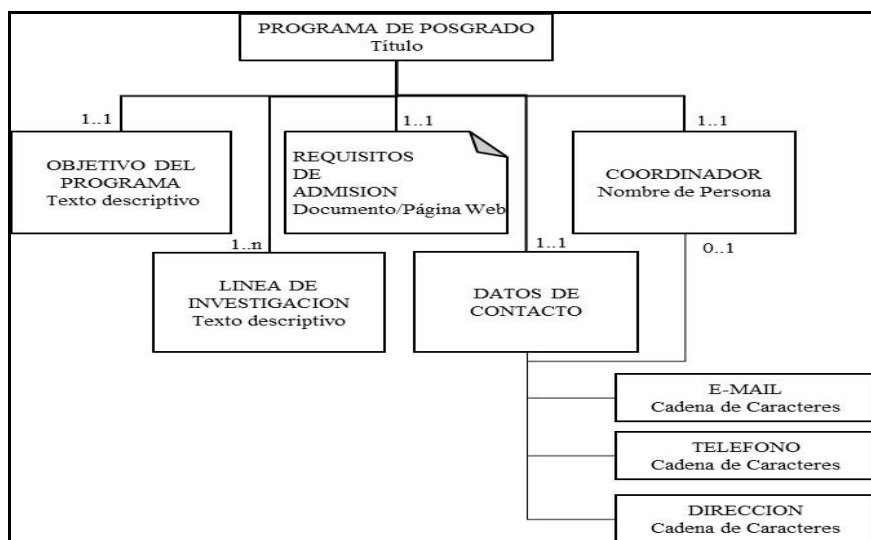 PROGRAMA DE POSGRADO
Título
1..1
OBJETIVO DEL
PROGRAMA
Texto descriptivo
1..1
REQUISITOS
DE
ADMISION
Documento/Página Web
1..1
COORDINADOR
Nombre de Persona
1..n
LINEA DE
INVESTIGACION
Texto descriptivo
1..1
DATOS DE
CONTACTO
0..1
E-MAIL
Cadena de Caracteres
TELEFONO
Cadena de Caracteres
DIRECCION
Cadena de Caracteres